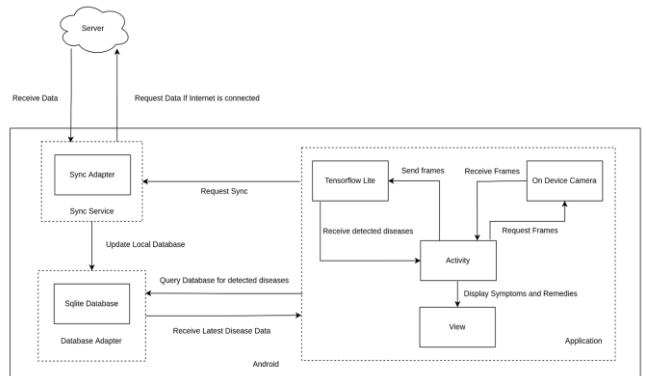 Server
Receive Data
Request Data If Internet is connected
Sync Adapter
Sync Service
Request Sync
Tensorflow Lite
Send frames
Receive Frames
On Device Camera
Receive detected diseases
Request Frames
Activity
Update Local Database
Query Database for detected diseases
Display Symptoms and Remedies
Sqlite Database
Database Adapter
Receive Latest Disease Data
View
Application
Android